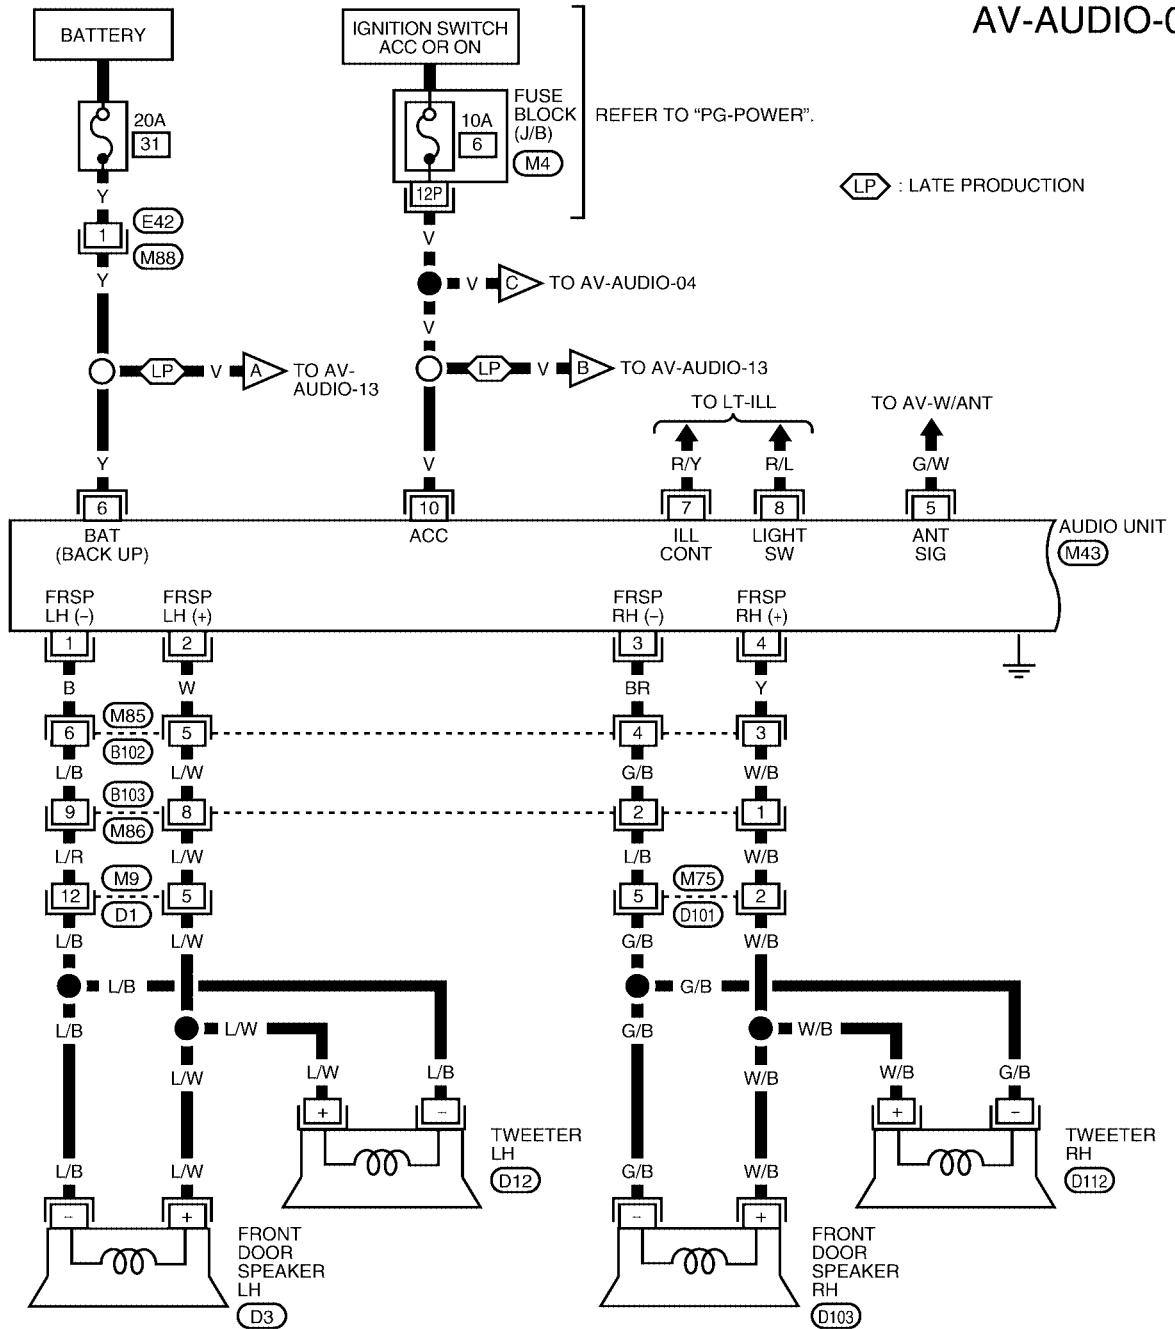 AV-AUDIO-0
BATTERY
IGNITION SWITCH
ACC OR ON
20A
31
10A
6
FUSE
BLOCK
(J/B)
M4
REFER TO “PG-POWER”.
12P
LP : LATE PRODUCTION
Y
1
E42
M88
Y
V
V C TO AV-AUDIO-04
V
LP V A TO AV-
AUDIO-13
LP V B TO AV-AUDIO-13
TO LT-ILL
TO AV-W/ANT
Y V R/Y R/L G/W
6 10 7 8 5
BAT
(BACK UP)
ACC
ILL
CONT
LIGHT
SW
ANT
SIG
AUDIO UNIT
M43
FRSP
LH (–)
FRSP
LH (+)
FRSP
RH (–)
FRSP
RH (+)
1 2 3 4
B W BR Y
6 M85 5 4 3
B102
L/B L/W G/B W/B
9 B103 8 2 1
M86
L/R L/W L/B W/B
12 M9 5 5 M75 2
D1 D101
L/B L/W G/B W/B
L/B G/B
L/B L/W G/B W/B
L/W L/W L/B W/B W/B G/B
+ – + –
TWEETER
LH
D12
TWEETER
RH
D112
L/B L/W G/B W/B
– + – +
FRONT
DOOR
SPEAKER
LH
D3
FRONT
DOOR
SPEAKER
RH
D103